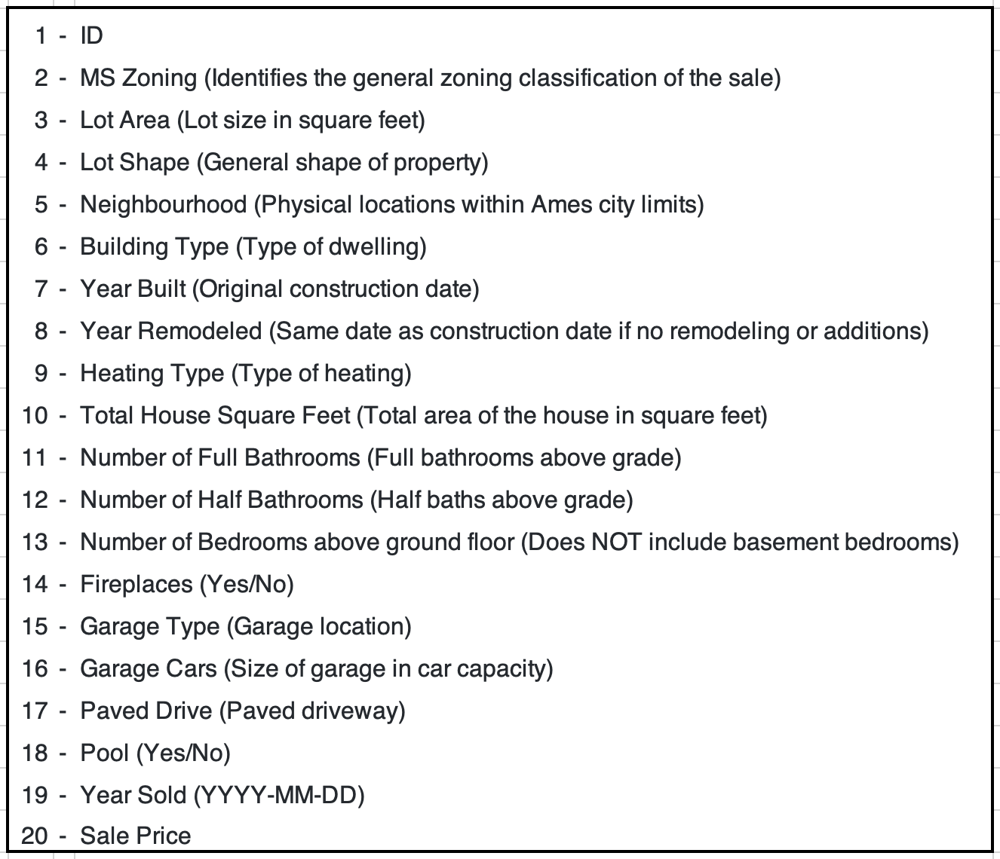 1 - ID
2 - MS Zoning (Identifies the general zoning classification of the sale)
3 - Lot Area (Lot size in square feet)
4 - Lot Shape (General shape of property)
5 - Neighbourhood (Physical locations within Ames city limits)
6 - Building Type (Type of dwelling)
7 - Year Built (Original construction date)
8 - Year Remodeled (Same date as construction date if no remodeling or additions)
9 - Heating Type (Type of heating)
10 - Total House Square Feet (Total area of the house in square feet)
11 - Number of Full Bathrooms (Full bathrooms above grade)
12 - Number of Half Bathrooms (Half baths above grade)
13 - Number of Bedrooms above ground floor (Does NOT include basement bedrooms)
14 - Fireplaces (Yes/No)
15 - Garage Type (Garage location)
16 - Garage Cars (Size of garage in car capacity)
17 - Paved Drive (Paved driveway)
18 - Pool (Yes/No)
19 - Year Sold (YYYY-MM-DD)
20 - Sale Price